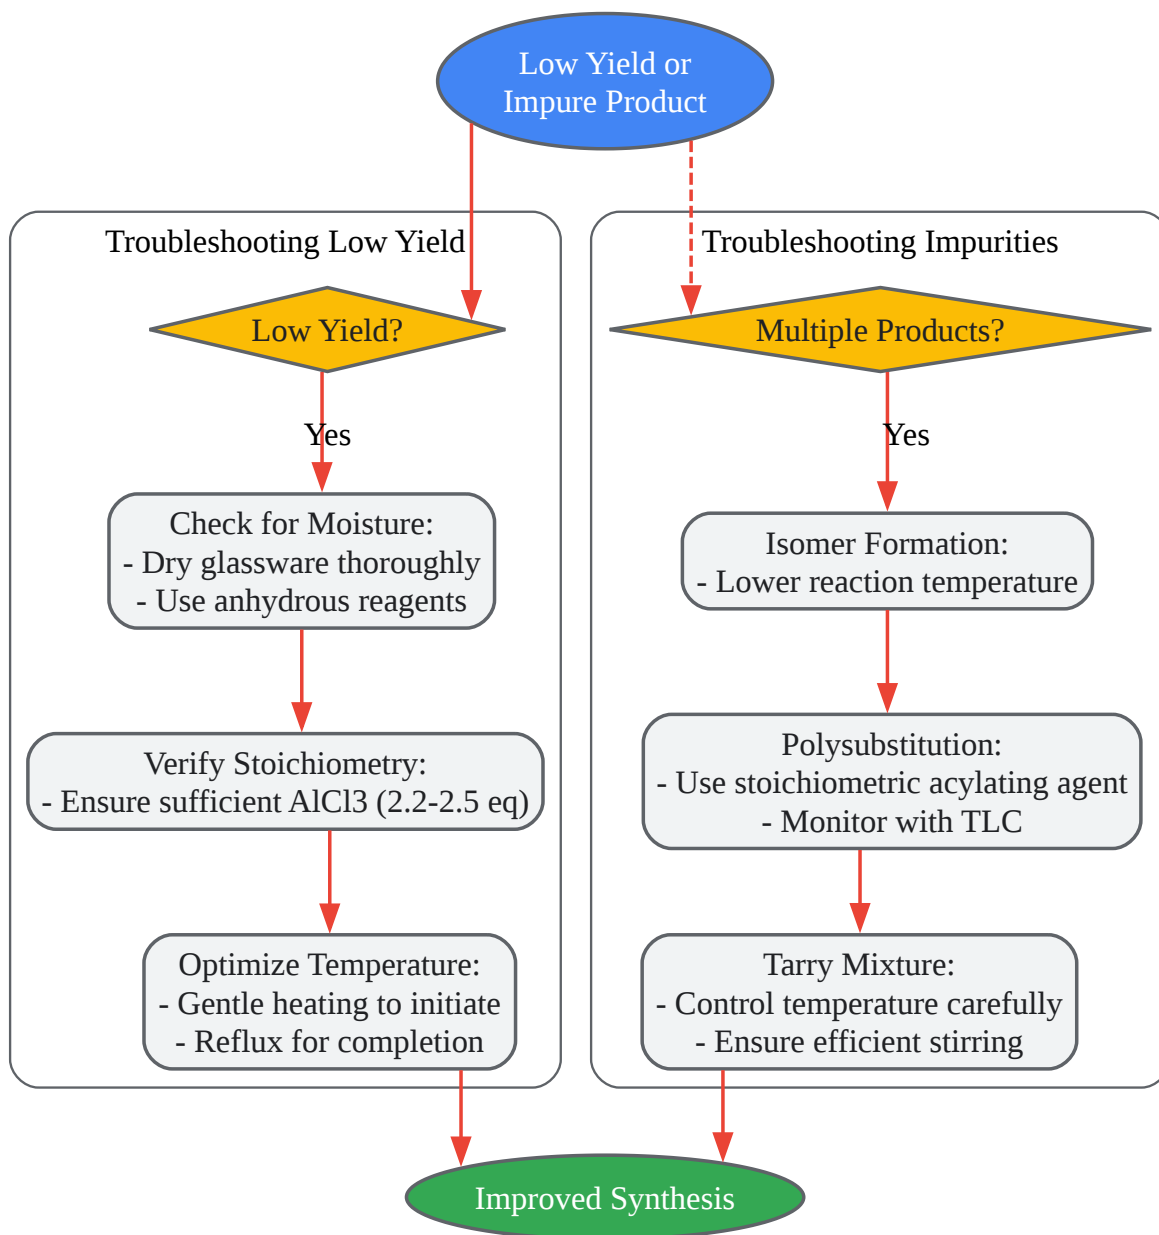 Low Yield or
Impure Product
Troubleshooting Low Yield
Low Yield?
Yes
Check for Moisture:
- Dry glassware thoroughly
- Use anhydrous reagents
Verify Stoichiometry:
- Ensure sufficient AlCl3 (2.2-2.5 eq)
Optimize Temperature:
- Gentle heating to initiate
- Reflux for completion
Troubleshooting Impurities
Multiple Products?
Yes
Isomer Formation:
- Lower reaction temperature
Polysubstitution:
- Use stoichiometric acylating agent
- Monitor with TLC
Tarry Mixture:
- Control temperature carefully
- Ensure efficient stirring
Improved Synthesis